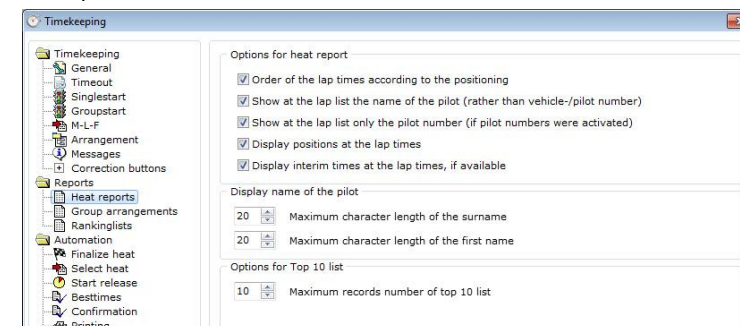 Timekeeping
Timekeeping
General
Timeout
Singlestart
Groupstart
M-L-F
Arrangement
Messages
Correction buttons
Reports
Heat reports
Group arrangements
Rankinglists
Automation
Finalize heat
Select heat
Start release
Besttimes
Confirmation
Printing
Options for heat report
Order of the lap times according to the positioning
Show at the lap list the name of the pilot (rather than vehicle-/pilot number)
Show at the lap list only the pilot number (if pilot numbers were activated)
Display positions at the lap times
Display interim times at the lap times, if available
Display name of the pilot
20 Maximum character length of the surname
20 Maximum character length of the first name
Options for Top 10 list
10 Maximum records number of top 10 list